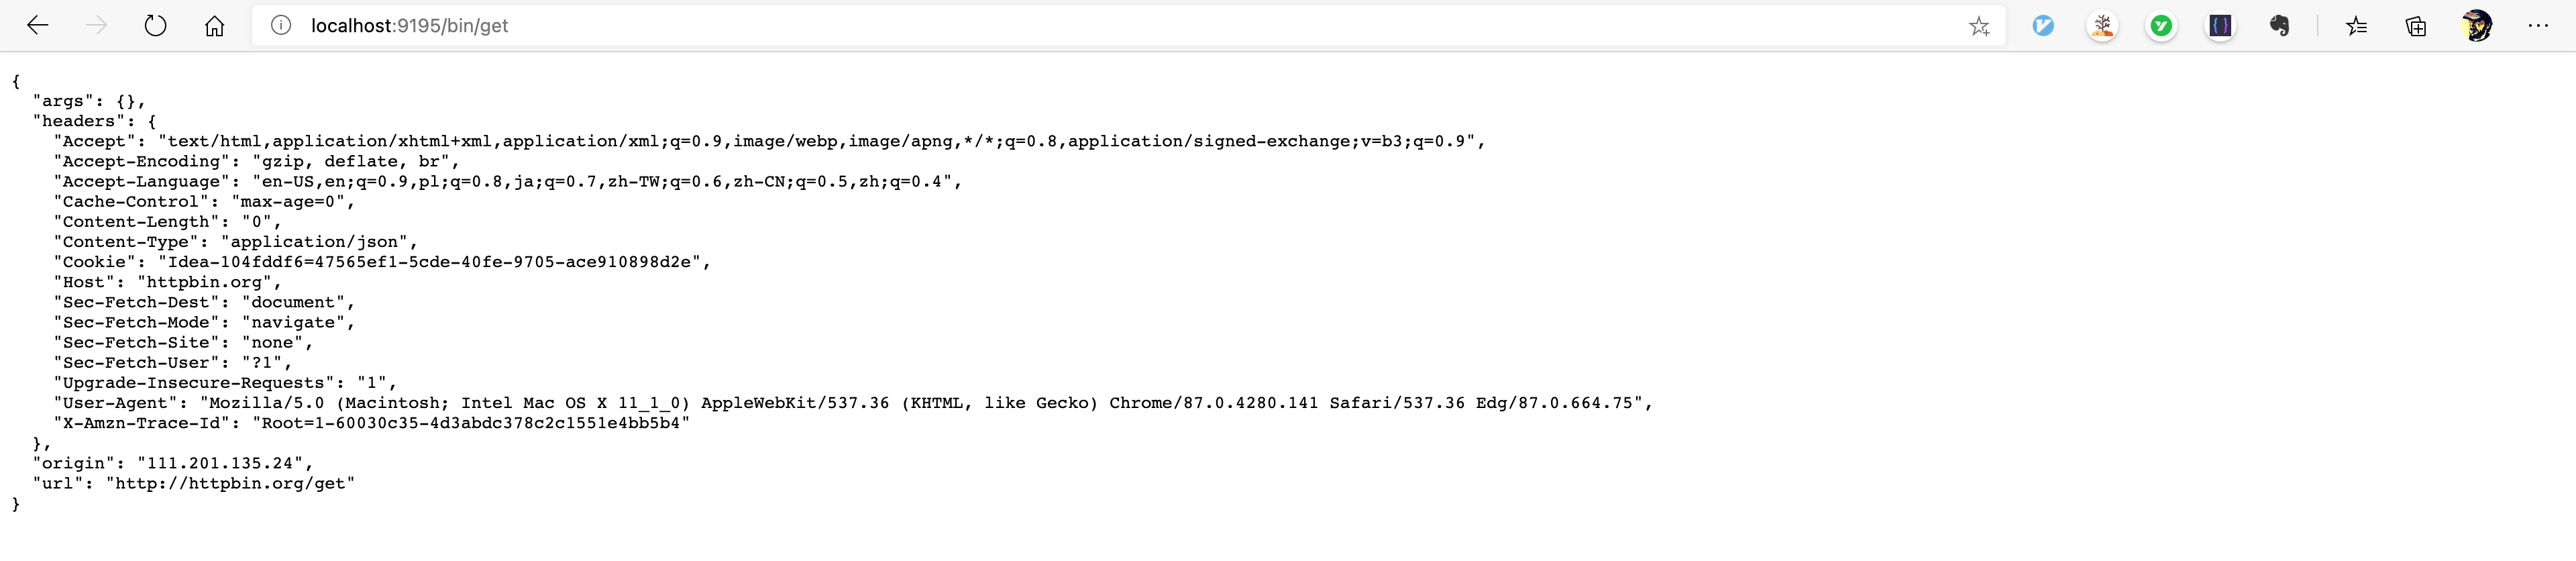 localhost:9195/bin/get
{
  "args": {},
  "headers": {
    "Accept": "text/html,application/xhtml+xml,application/xml;q=0.9,image/webp,image/apng,*/*;q=0.8,application/signed-exchange;v=b3;q=0.9",
    "Accept-Encoding": "gzip, deflate, br",
    "Accept-Language": "en-US,en;q=0.9,pl;q=0.8,ja;q=0.7,zh-TW;q=0.6,zh-CN;q=0.5,zh;q=0.4",
    "Cache-Control": "max-age=0",
    "Content-Length": "0",
    "Content-Type": "application/json",
    "Cookie": "Idea-104fddf6=47565ef1-5cde-40fe-9705-ace910898d2e",
    "Host": "httpbin.org",
    "Sec-Fetch-Dest": "document",
    "Sec-Fetch-Mode": "navigate",
    "Sec-Fetch-Site": "none",
    "Sec-Fetch-User": "?1",
    "Upgrade-Insecure-Requests": "1",
    "User-Agent": "Mozilla/5.0 (Macintosh; Intel Mac OS X 11_1_0) AppleWebKit/537.36 (KHTML, like Gecko) Chrome/87.0.4280.141 Safari/537.36 Edg/87.0.664.75",
    "X-Amzn-Trace-Id": "Root=1-60030c35-4d3abdc378c2c1551e4bb5b4"
  },
  "origin": "111.201.135.24",
  "url": "http://httpbin.org/get"
}